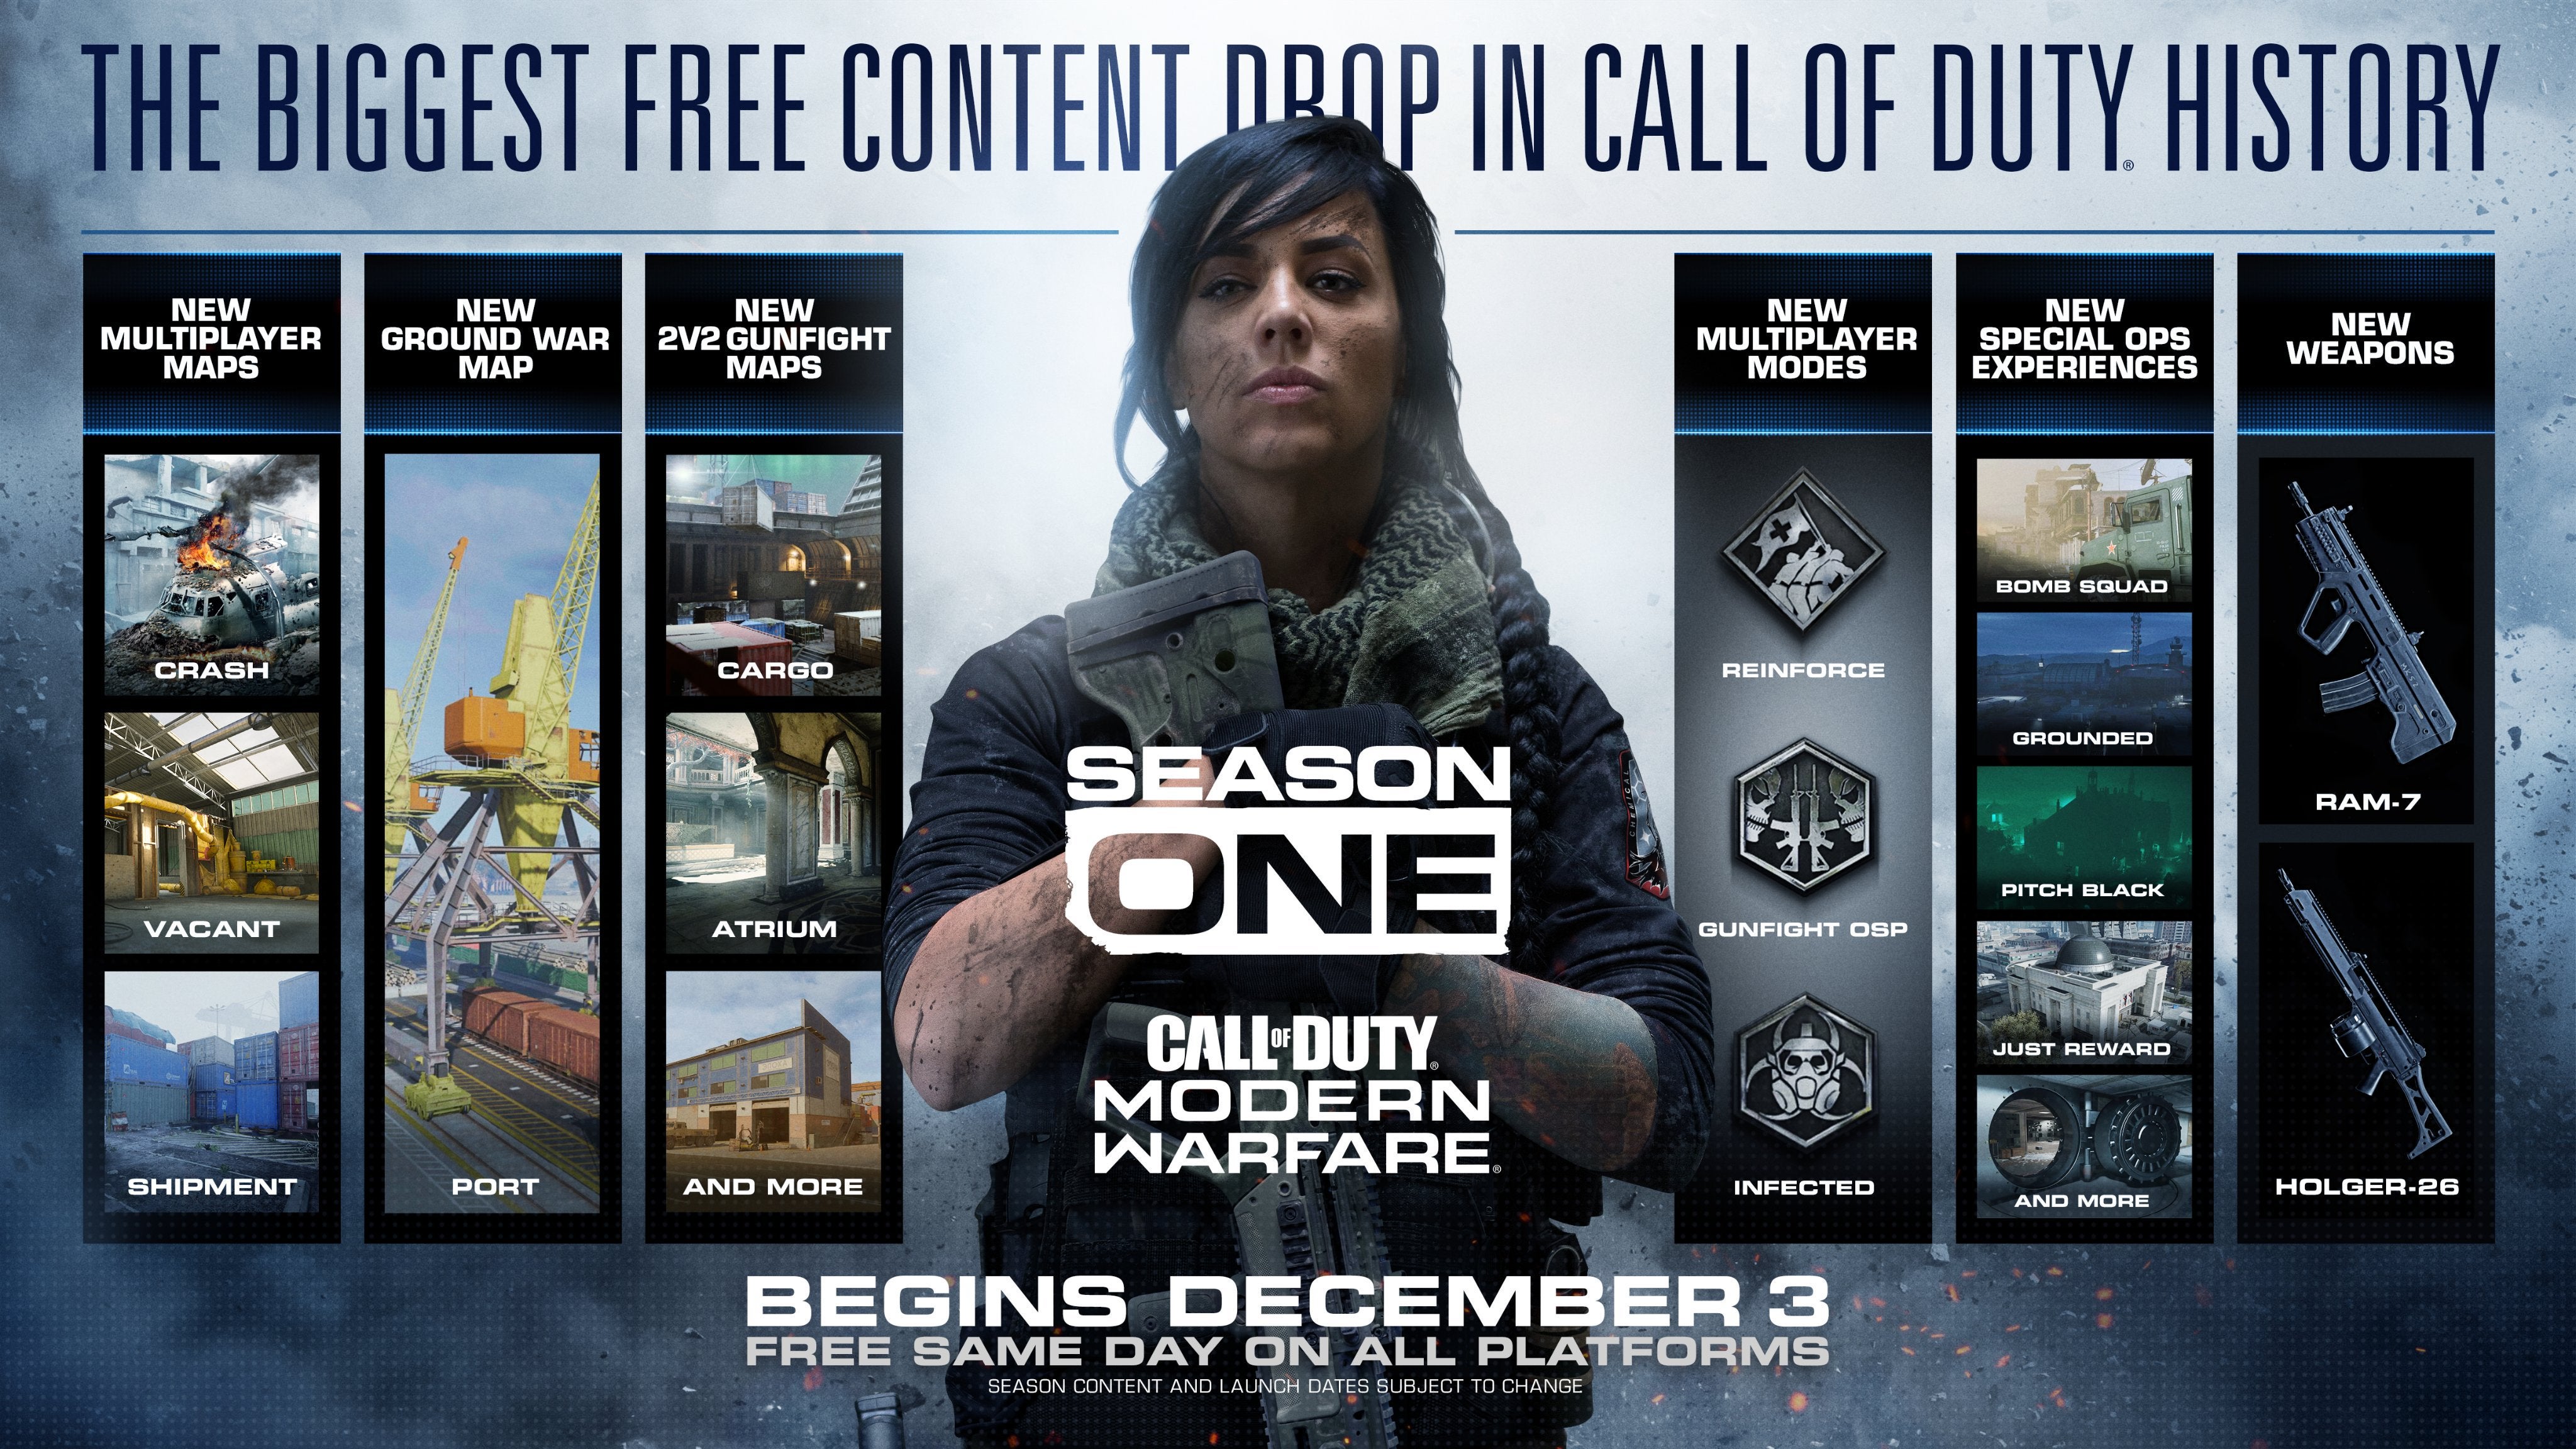 THE BIGGEST FREE CONTENT DROP IN CALL OF DUTY® HISTORY
NEW
MULTIPLAYER
MAPS
CRASH
VACANT
SHIPMENT
NEW
GROUND WAR
MAP
PORT
NEW
2V2 GUNFIGHT
MAPS
CARGO
ATRIUM
AND MORE
CHEMICAL
SEASON
ONE
CALL OF DUTY®
MODERN
WARFARE®
NEW
MULTIPLAYER
MODES
REINFORCE
GUNFIGHT OSP
INFECTED
NEW
SPECIAL OPS
EXPERIENCES
BOMB SQUAD
GROUNDED
PITCH BLACK
JUST REWARD
AND MORE
NEW
WEAPONS
RAM-7
HOLGER-26
BEGINS DECEMBER 3
FREE SAME DAY ON ALL PLATFORMS
SEASON CONTENT AND LAUNCH DATES SUBJECT TO CHANGE